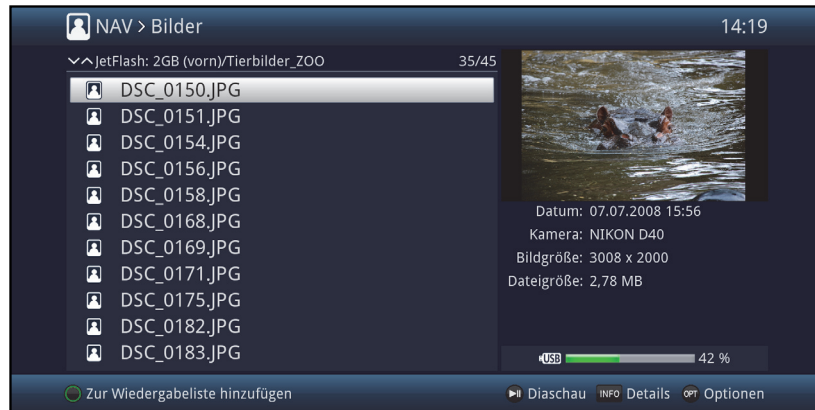 NAV > Bilder
14:19
JetFlash: 2GB (vorn)/Tierbilder_ZOO
35/45
DSC_0150.JPG
DSC_0151.JPG
DSC_0154.JPG
DSC_0156.JPG
DSC_0158.JPG
DSC_0168.JPG
DSC_0169.JPG
DSC_0171.JPG
DSC_0175.JPG
DSC_0182.JPG
DSC_0183.JPG
Datum: 07.07.2008 15:56
Kamera: NIKON D40
Bildgröße: 3008 x 2000
Dateigröße: 2,78 MB
USB 42 %
Zur Wiedergabeliste hinzufügen
Diaschau INFO Details OPT Optionen